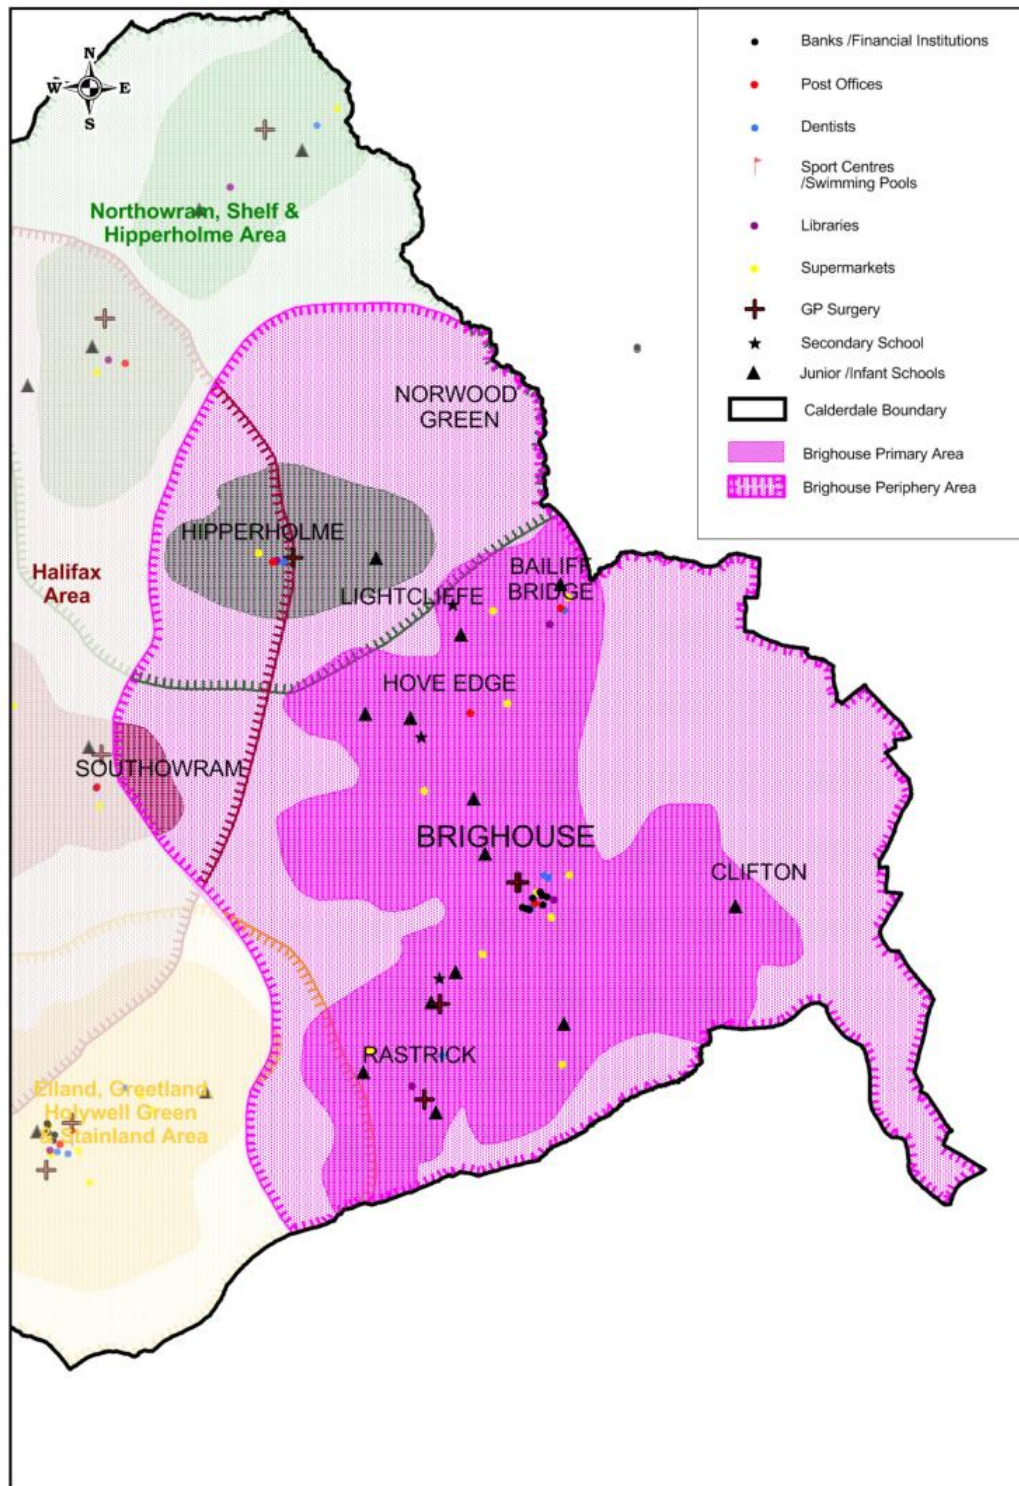 N
W
E
S
Banks /Financial Institutions
Post Offices
Dentists
Sport Centres
/Swimming Pools
Libraries
Supermarkets
GP Surgery
Secondary School
Junior /Infant Schools
Calderdale Boundary
Brighouse Primary Area
Brighouse Periphery Area
Northowram, Shelf &
Hipperholme Area
NORWOOD
GREEN
HIPPERHOLME
Halifax
Area
LIGHTCLIFFE
BAILIFF
BRIDGE
HOVE EDGE
SOUTHOWRAM
BRIGHOUSE
CLIFTON
RASTRICK
Elland, Greetland,
Holywell Green
& Stainland Area